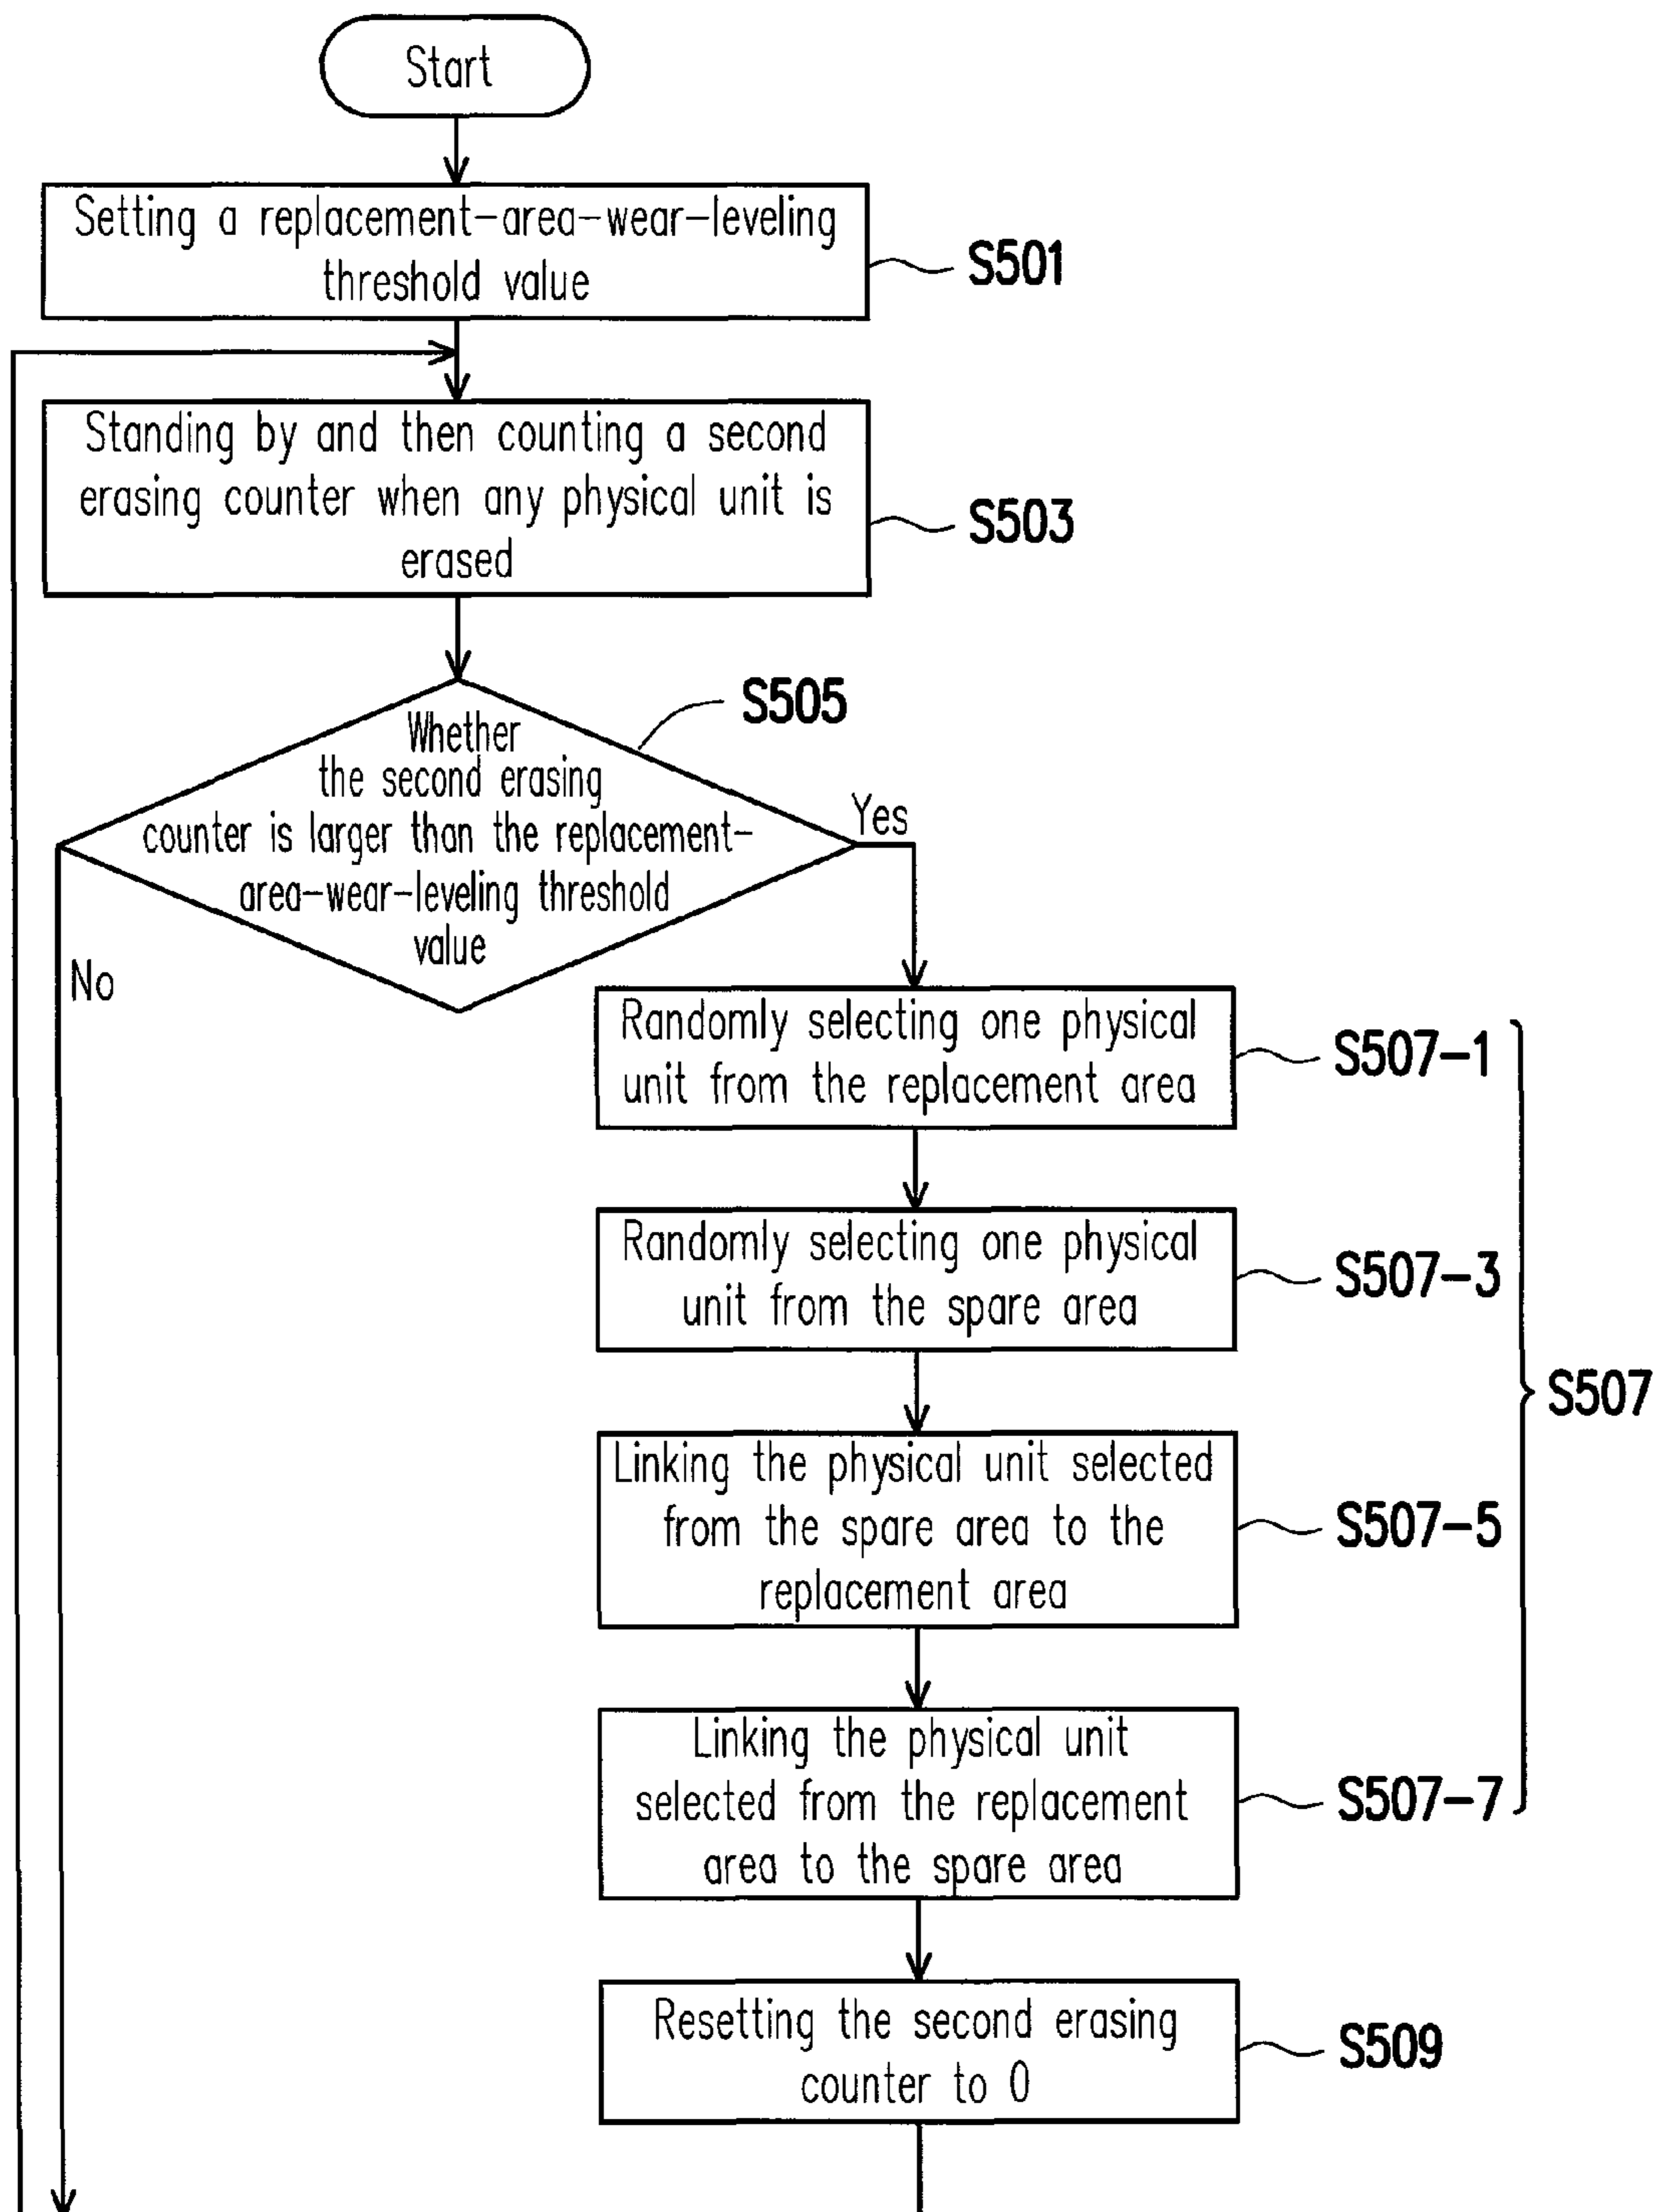 Start
Setting a replacement-area-wear-leveling
threshold value
S501
Standing by and then counting a second
erasing counter when any physical unit is
erased
S503
S505
Whether
the second erasing
counter is larger than the replacement-
area-wear-leveling threshold
value
Yes
No
Randomly selecting one physical
unit from the replacement area
S507-1
Randomly selecting one physical
unit from the spare area
S507-3
S507
Linking the physical unit selected
from the spare area to the
replacement area
S507-5
Linking the physical unit
selected from the replacement
area to the spare area
S507-7
Resetting the second erasing
counter to 0
S509